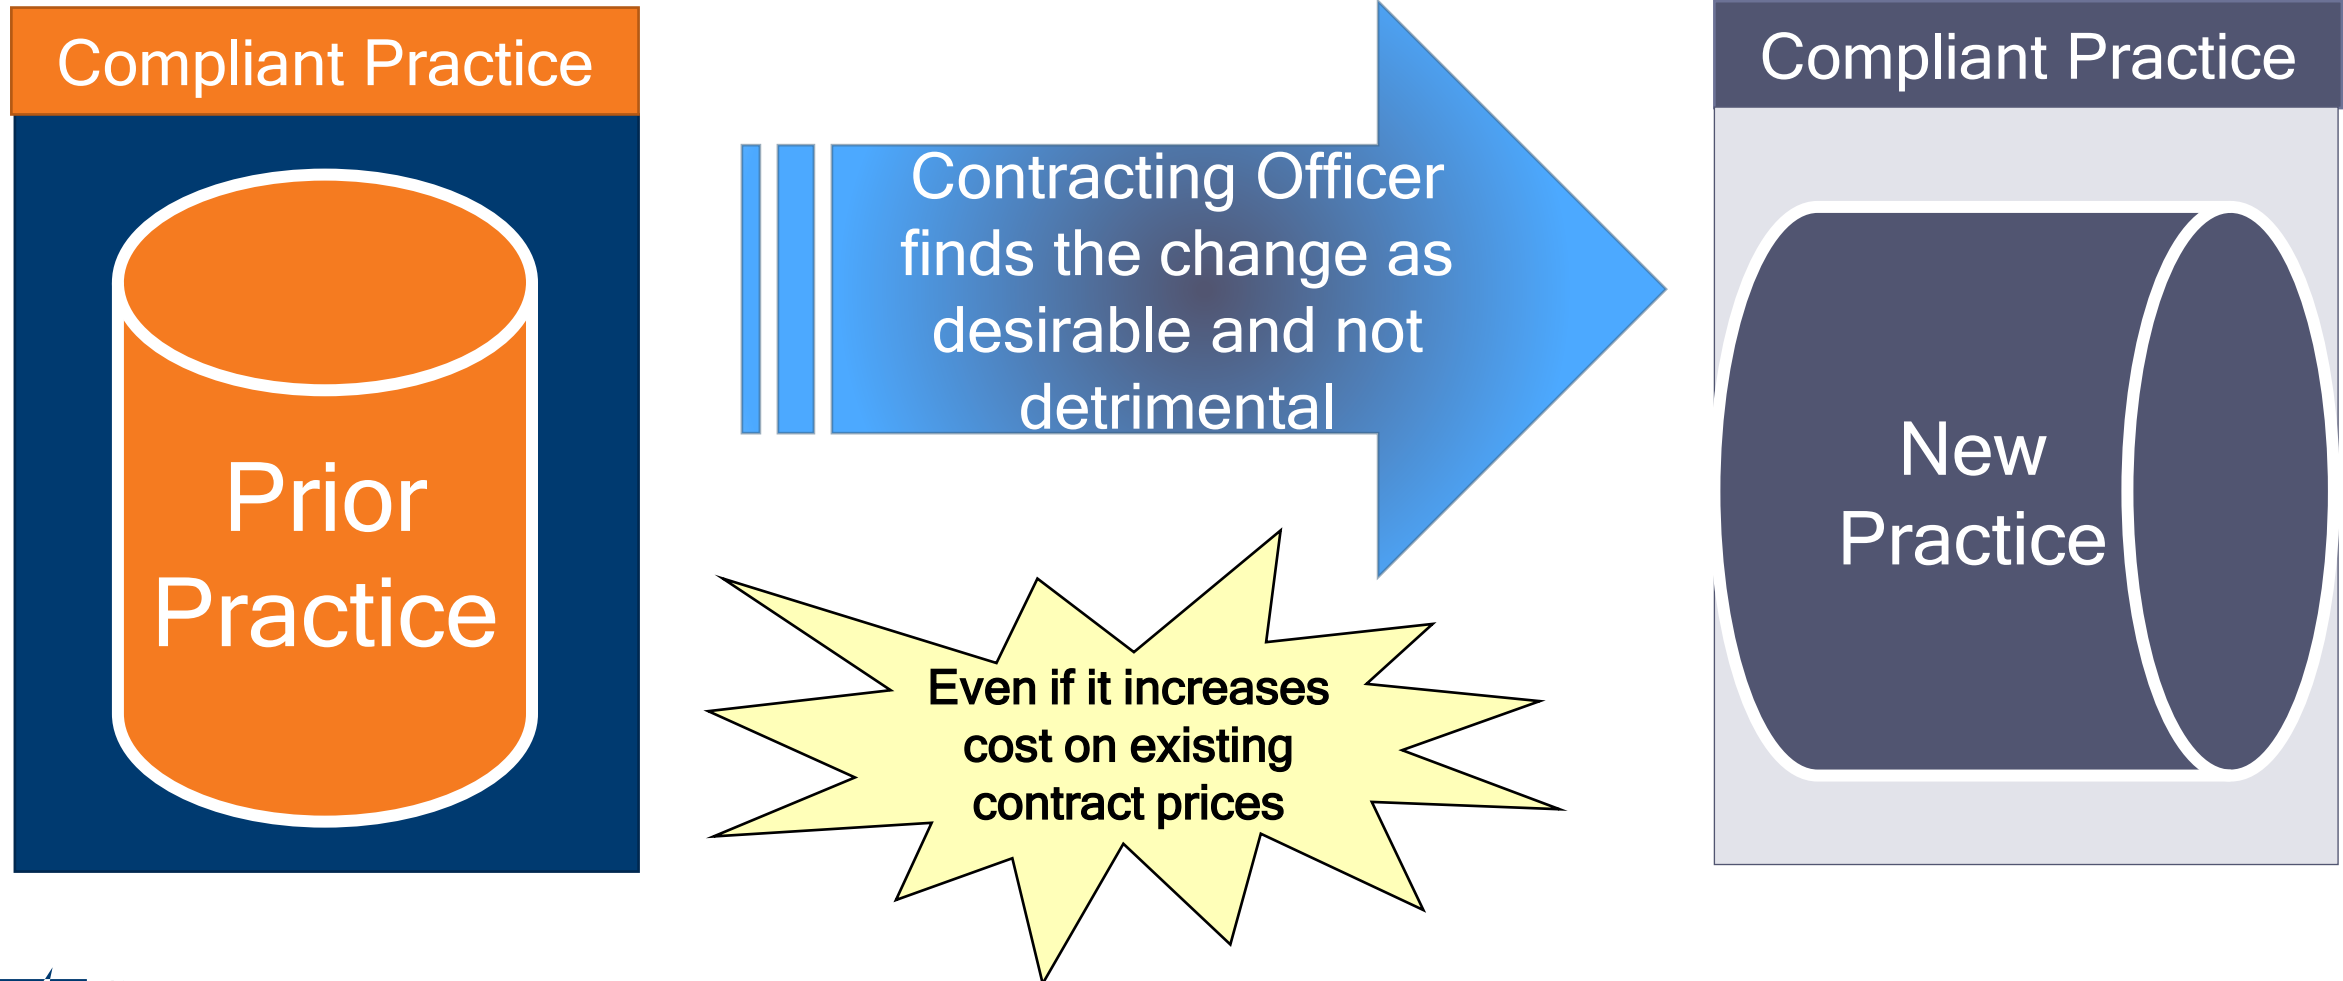 Compliant Practice
Prior
Practice
Contracting Officer
finds the change as
desirable and not
detrimental
Even if it increases
cost on existing
contract prices
Compliant Practice
New
Practice